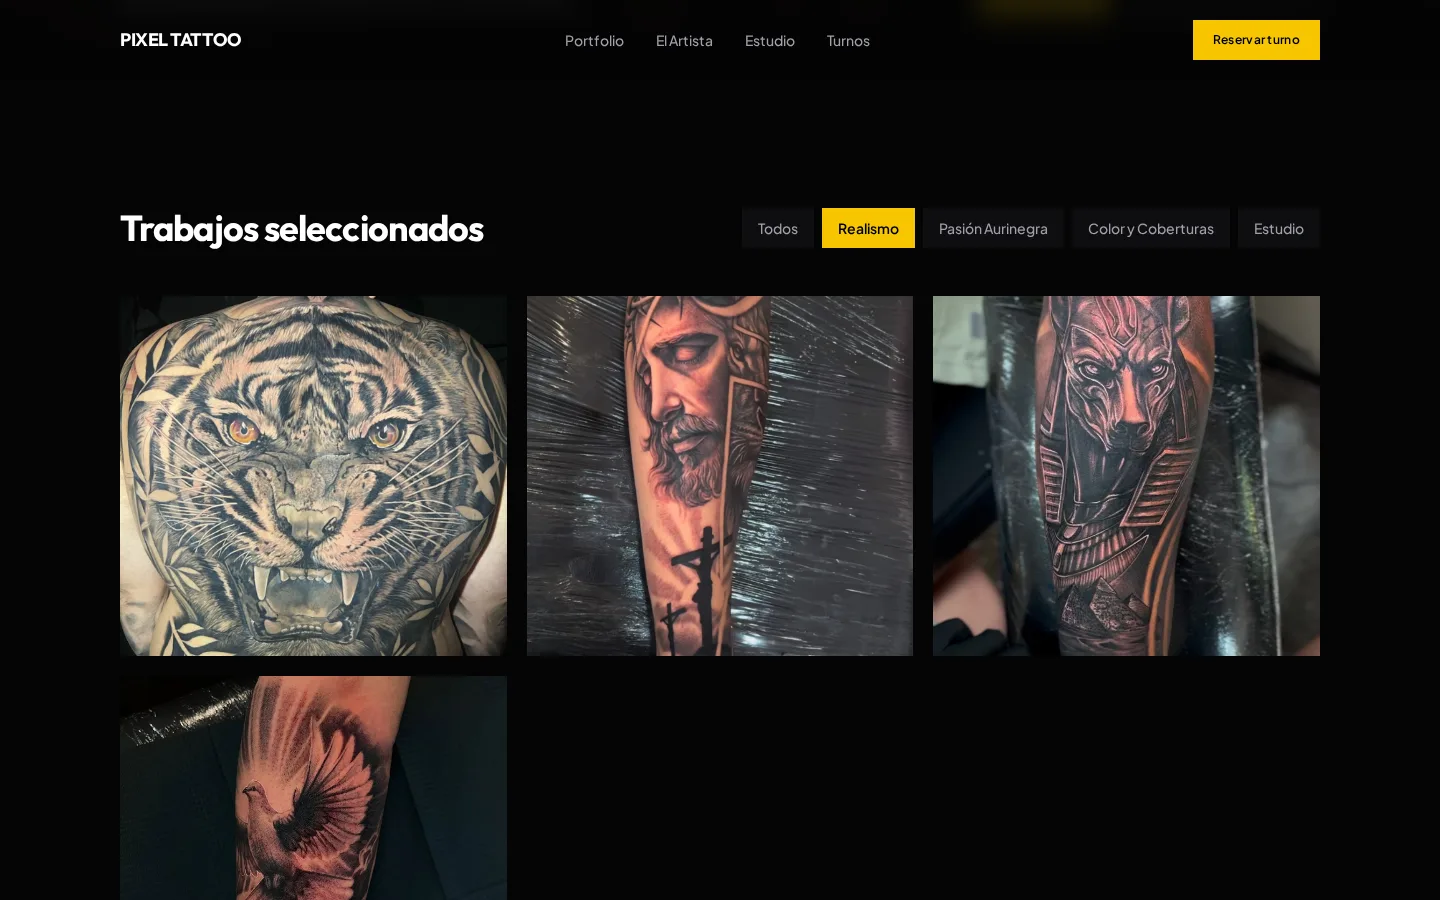 PIXEL TATTOO
Portfolio
El Artista
Estudio
Turnos
Reservar turno
Trabajos seleccionados
Todos
Realismo
Pasión Aurinegra
Color y Coberturas
Estudio